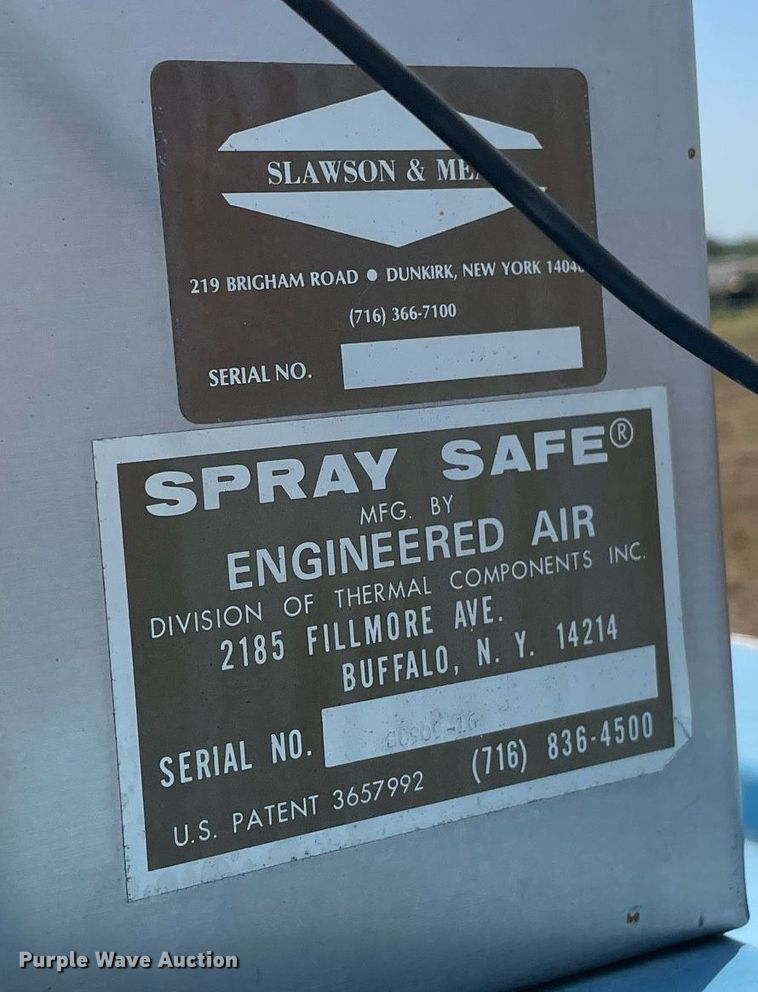 SLAWSON &
219 BRIGHAM ROAD ● DUNKIRK, NEW YORK
(716) 366-7100
SERIAL NO.
SPRAY SAFE®
MFG. BY
ENGINEERED AIR
DIVISION OF THERMAL COMPONENTS INC.
2185 FILLMORE AVE.
BUFFALO, N. Y. 14214
SERIAL NO.
(716) 836-4500
U.S. PATENT 3657992
Purple Wave Auction